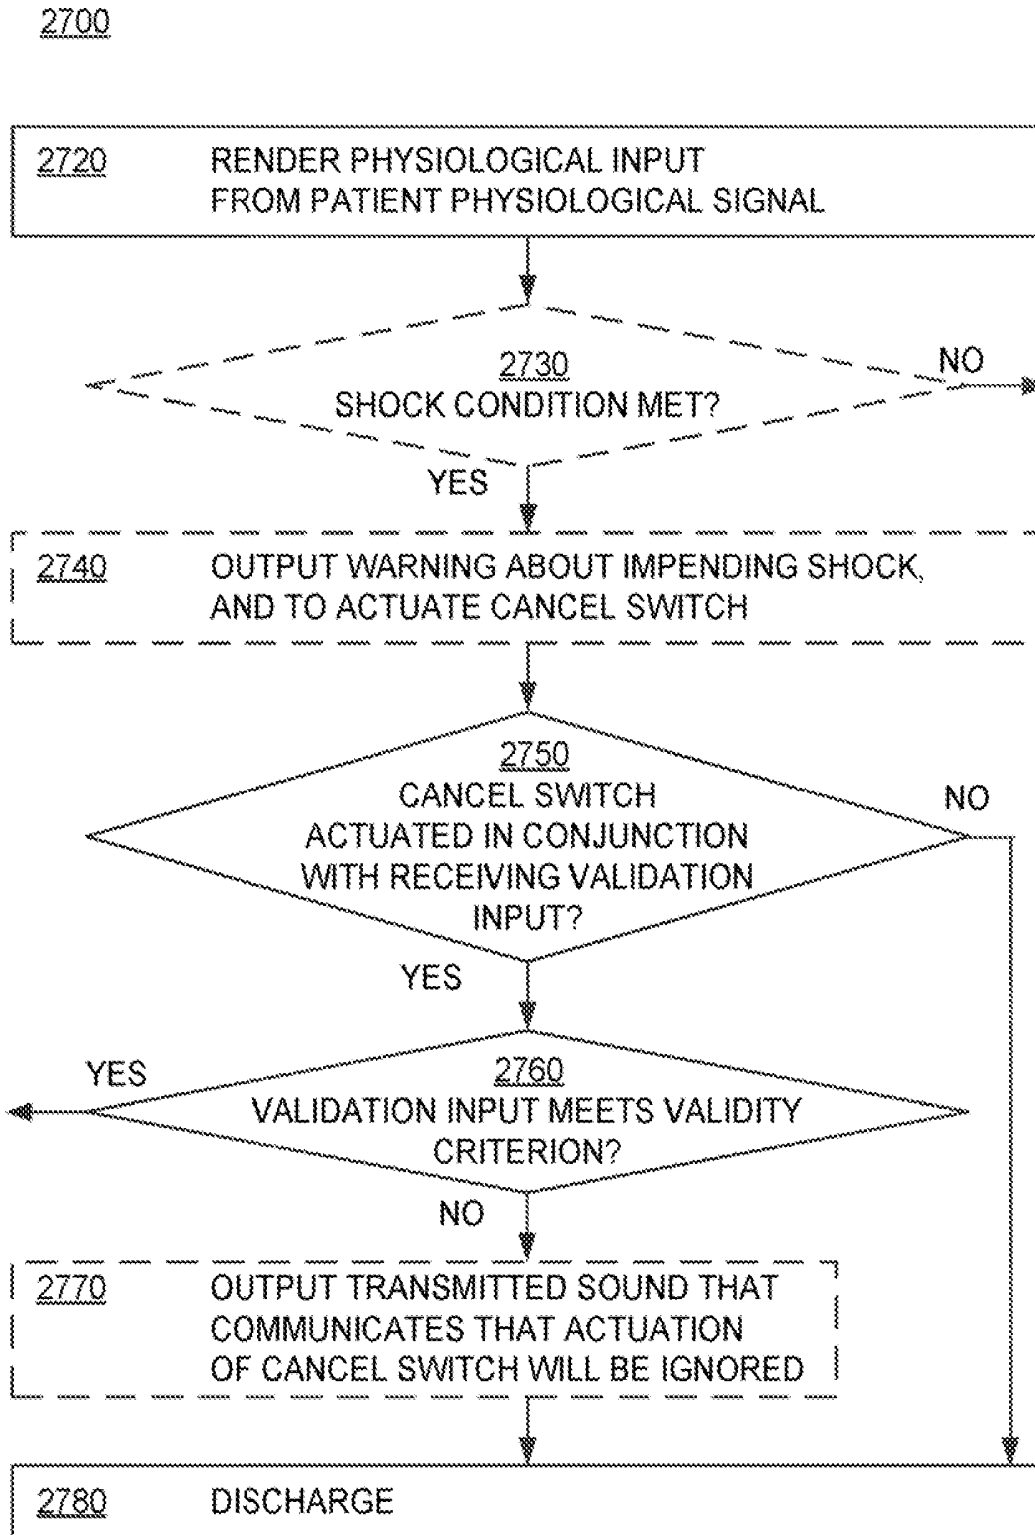 2700
2720 RENDER PHYSIOLOGICAL INPUT
FROM PATIENT PHYSIOLOGICAL SIGNAL
2730
NO
SHOCK CONDITION MET?
YES
2740 OUTPUT WARNING ABOUT IMPENDING SHOCK,
AND TO ACTUATE CANCEL SWITCH
2750
CANCEL SWITCH
NO
ACTUATED IN CONJUNCTION
WITH RECEIVING VALIDATION
INPUT?
YES
YES
2760
VALIDATION INPUT MEETS VALIDITY
CRITERION?
NO
2770 OUTPUT TRANSMITTED SOUND THAT
COMMUNICATES THAT ACTUATION
OF CANCEL SWITCH WILL BE IGNORED
2780 DISCHARGE